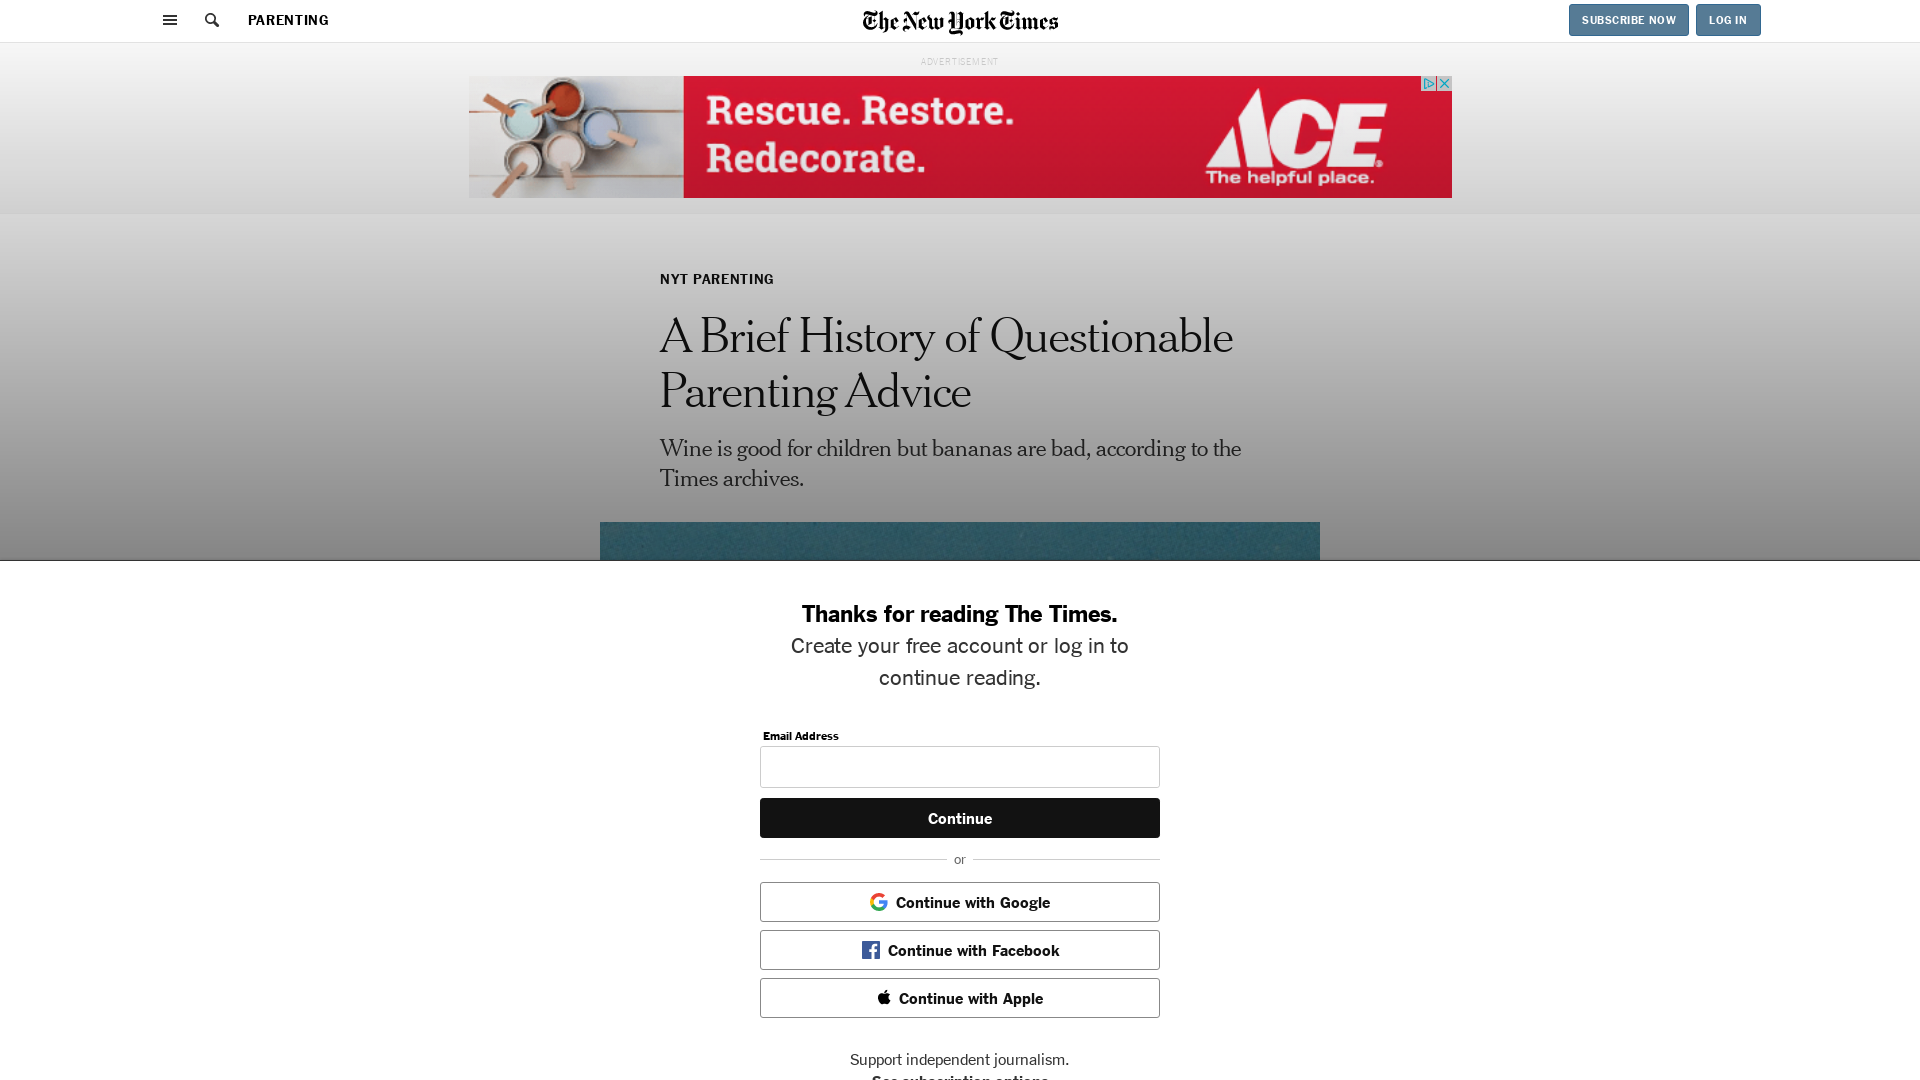 PARENTING
The New York Times
SUBSCRIBE NOW
LOG IN
ADVERTISEMENT
Rescue. Restore.
Redecorate.
ACE
The helpful place.
NYT PARENTING
A Brief History of Questionable
Parenting Advice
Wine is good for children but bananas are bad, according to the
Times archives.
Thanks for reading The Times.
Create your free account or log in to
continue reading.
Email Address
Continue
or
Continue with Google
Continue with Facebook
Continue with Apple
Support independent journalism.
See subscription options